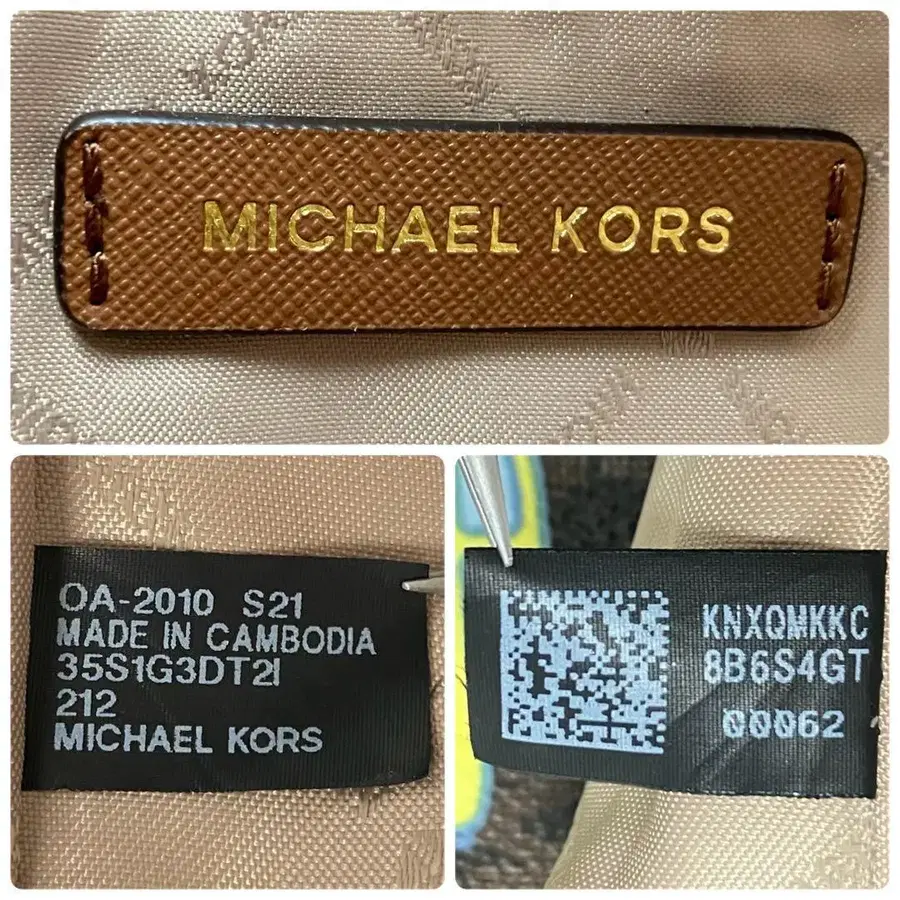 MICHAEL KORS
OA-2010 S21
MADE IN CAMBODIA
35S1G3DT2I
212
MICHAEL KORS
KNXQMKKC
8B6S4GT
00062